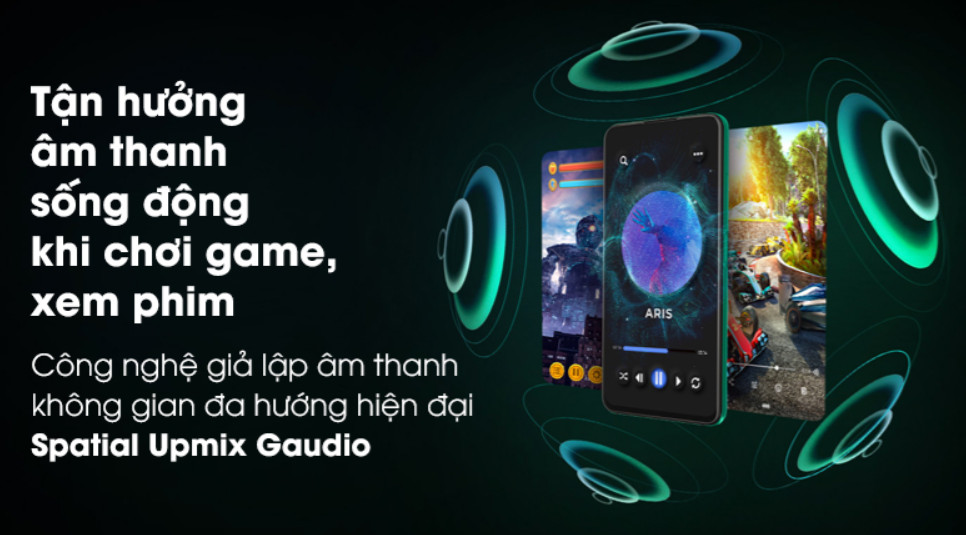 Tận hưởng
âm thanh
sống động
khi chơi game,
xem phim
Công nghệ giả lập âm thanh
không gian đa hướng hiện đại
Spatial Upmix Gaudio
ARIS